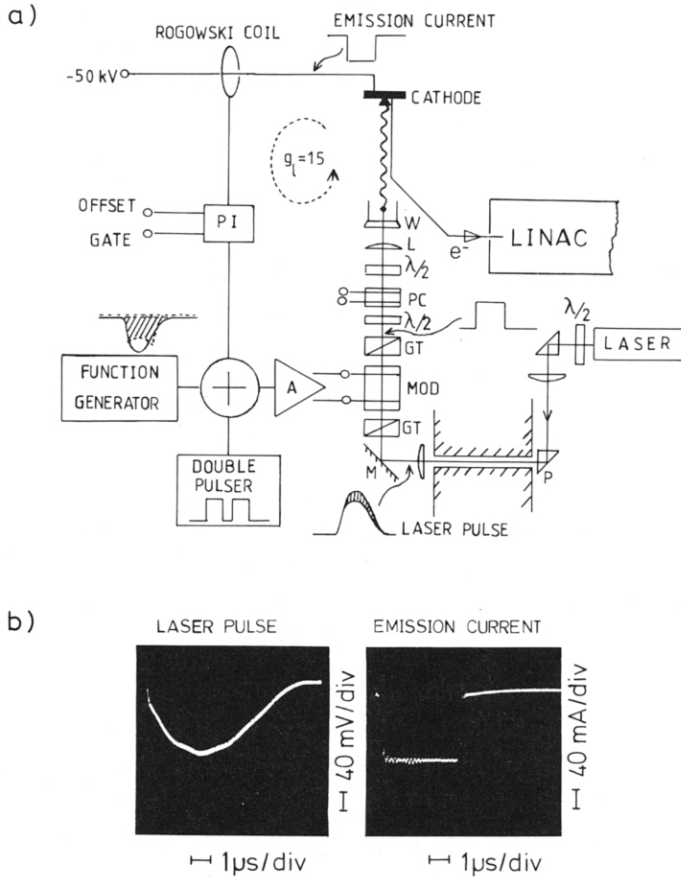 a)
ROGOWSKI COIL
EMISSION CURRENT
-50 kV
CATHODE
gl=15
OFFSET
GATE
PI
W
L
e-
LINAC
λ/2
PC
λ/2
λ/2
LASER
GT
FUNCTION
GENERATOR
A
MOD
GT
DOUBLE
PULSER
M
P
LASER PULSE
b)
LASER PULSE
EMISSION CURRENT
40 mV/div
40 mA/div
1µs/div
1µs/div